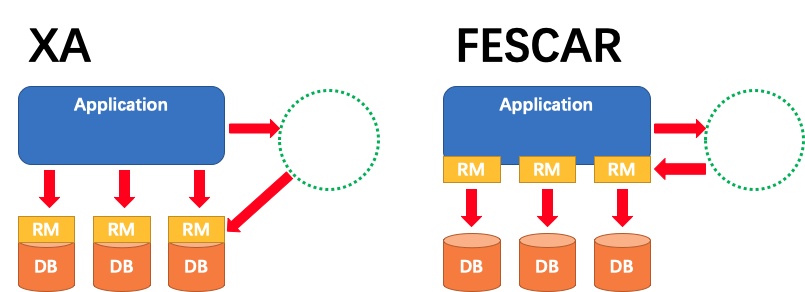 XA
FESCAR
Application
Application
RM RM RM
RM RM RM
DB DB DB
DB DB DB